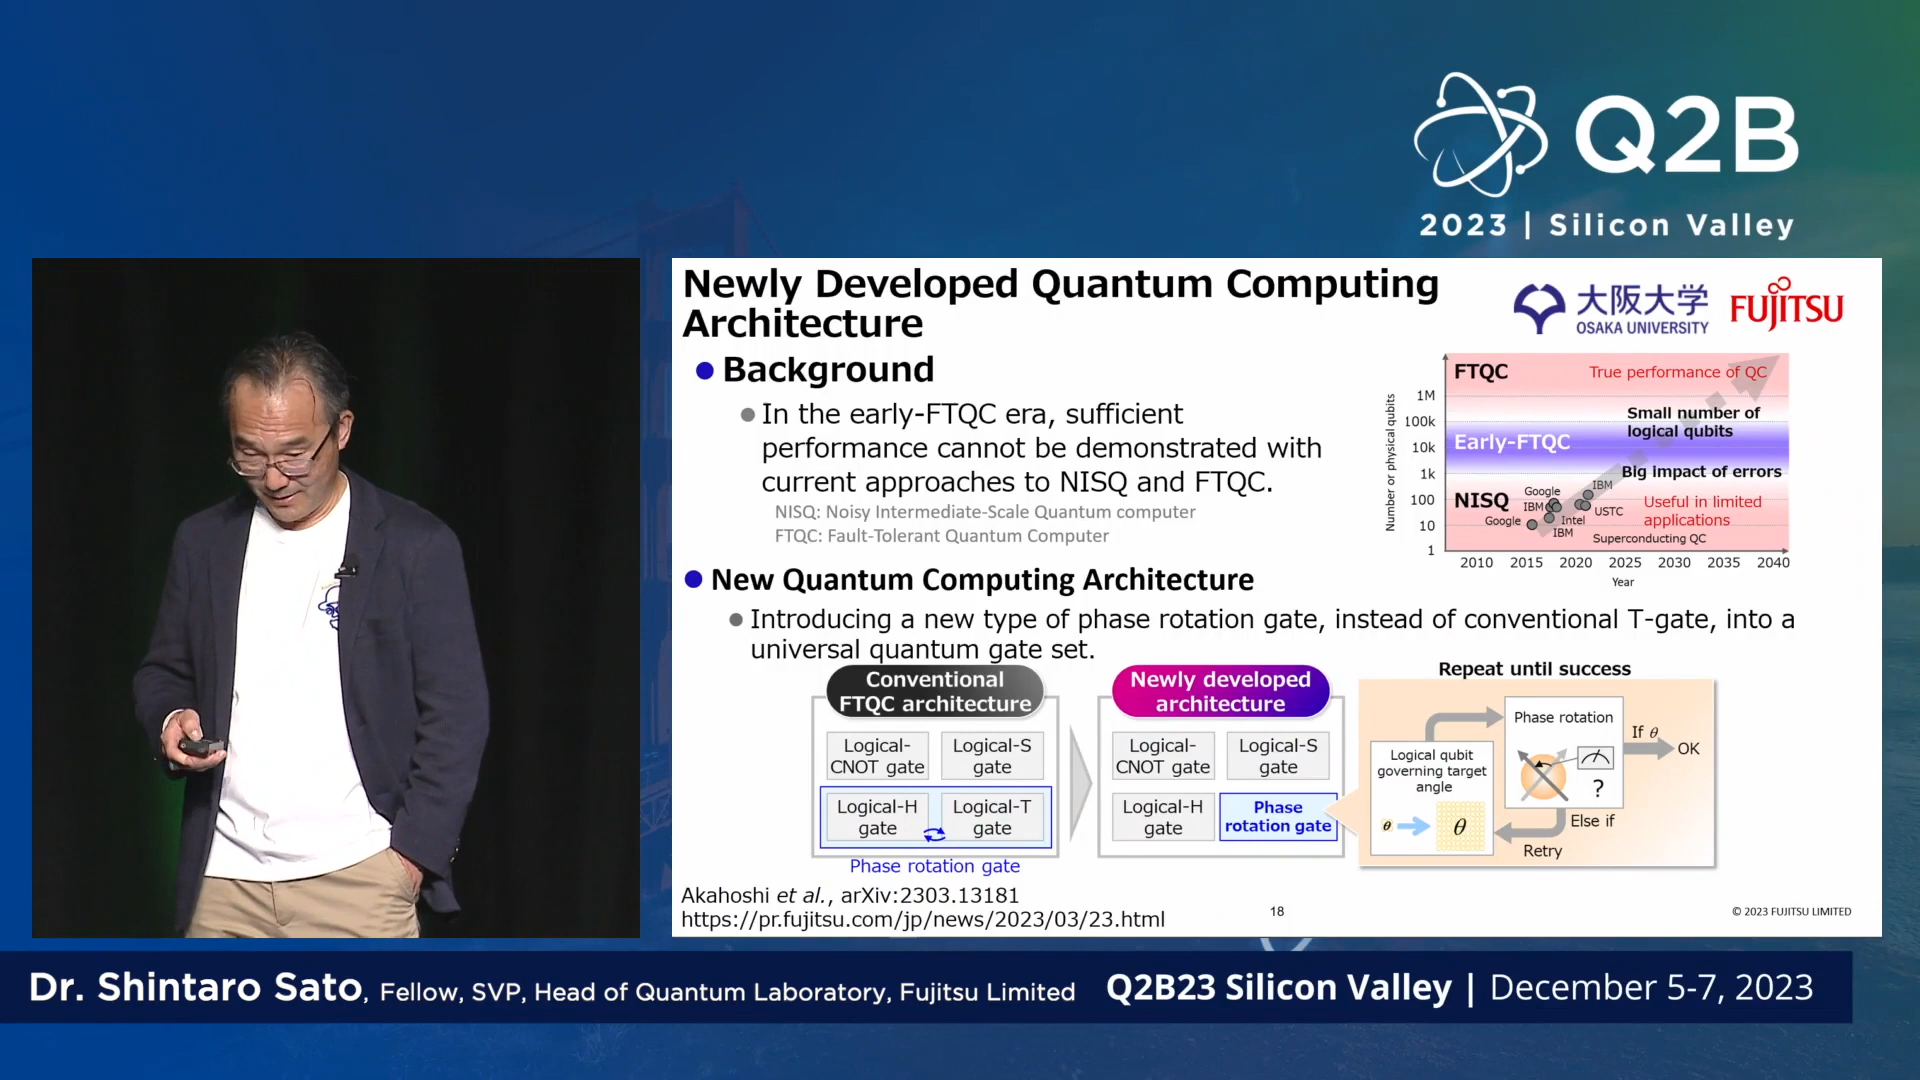 Q2B
2023 | Silicon Valley
Newly Developed Quantum Computing
Architecture
大阪大学
OSAKA UNIVERSITY
FUJITSU
Background
In the early-FTQC era, sufficient
performance cannot be demonstrated with
current approaches to NISQ and FTQC.
NISQ: Noisy Intermediate-Scale Quantum computer
FTQC: Fault-Tolerant Quantum Computer
Number or physical qubits
1M
100k
10k
1k
100
10
1
FTQC
True performance of QC
Small number of
logical qubits
Early-FTQC
Big impact of errors
NISQ
Google
IBM
IBM
Google
Intel
IBM
USTC
Useful in limited
applications
Superconducting QC
2010 2015 2020 2025 2030 2035 2040
Year
New Quantum Computing Architecture
Introducing a new type of phase rotation gate, instead of conventional T-gate, into a
universal quantum gate set.
Conventional
FTQC architecture
Logical-
CNOT gate
Logical-S
gate
Logical-H
gate
Logical-T
gate
Phase rotation gate
Newly developed
architecture
Logical-
CNOT gate
Logical-S
gate
Logical-H
gate
Phase
rotation gate
Repeat until success
Logical qubit
governing target
angle
θ
θ
Phase rotation
?
If θ
OK
Else if
Retry
Akahoshi et al., arXiv:2303.13181
https://pr.fujitsu.com/jp/news/2023/03/23.html
18
© 2023 FUJITSU LIMITED
Dr. Shintaro Sato, Fellow, SVP, Head of Quantum Laboratory, Fujitsu Limited
Q2B23 Silicon Valley | December 5-7, 2023